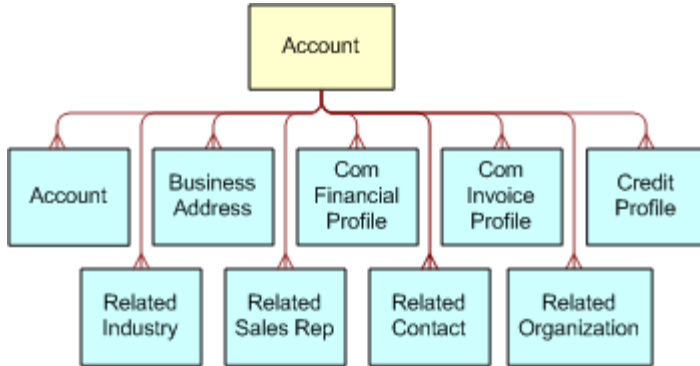 Account
Account
Business
Address
Com
Financial
Profile
Com
Invoice
Profile
Credit
Profile
Related
Industry
Related
Sales Rep
Related
Contact
Related
Organization